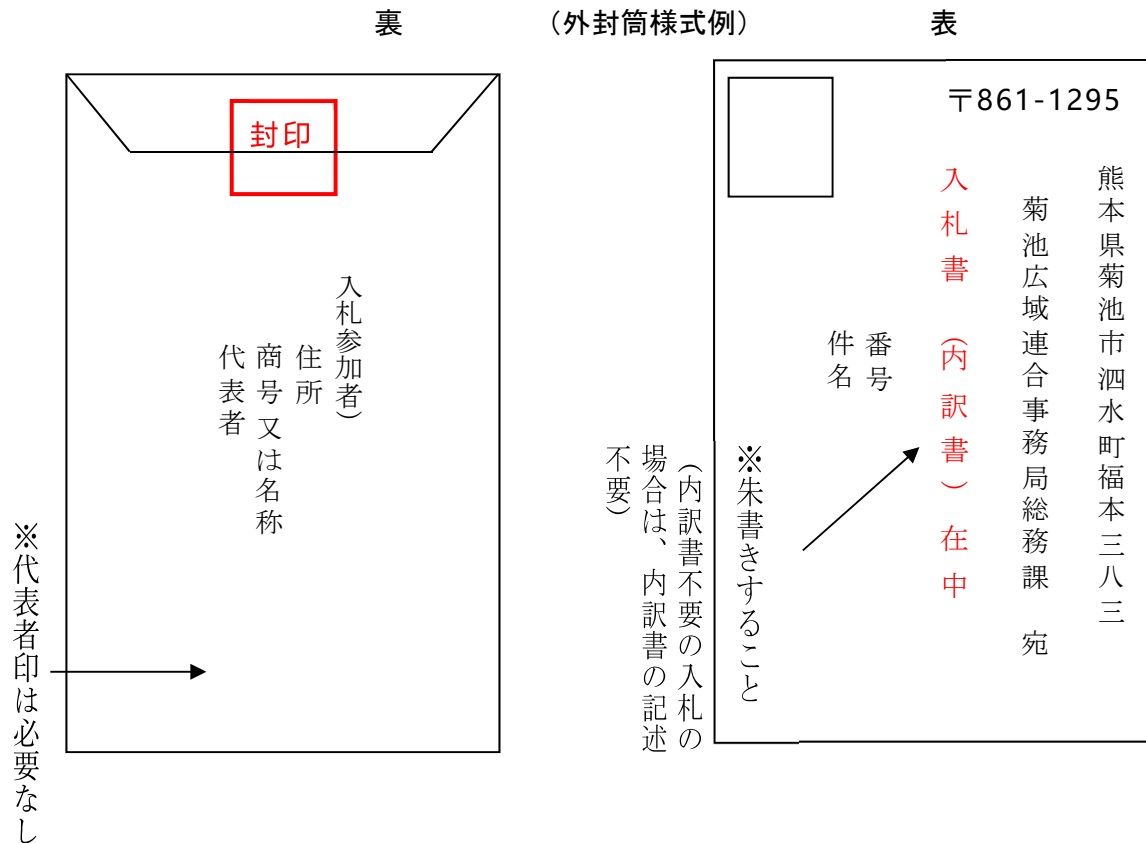 裏
（外封筒様式例）
表
封印
入札参加者）
住所
商号又は名称
代表者
※代表者印は必要なし
〒861-1295
熊本県菊池市泗水町福本三八三
菊池広域連合事務局総務課　宛
入札書　（内訳書）在中
番号
件名
※朱書きすること
（内訳書不要の入札の
場合は、内訳書の記述
不要）